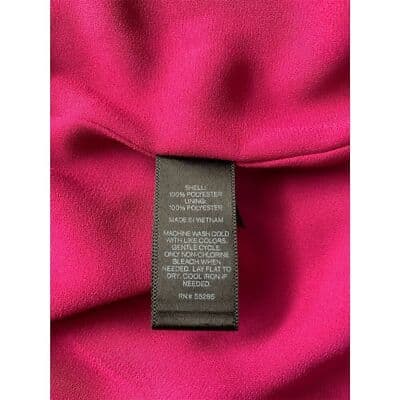 SHELL:
100% POLYESTER
LINING:
100% POLYESTER
MADE IN VIETNAM
MACHINE WASH COLD
WITH LIKE COLORS,
GENTLE CYCLE.
ONLY NON-CHLORINE
BLEACH WHEN
NEEDED. LAY FLAT TO
DRY. COOL IRON IF
NEEDED.
RN# 55285